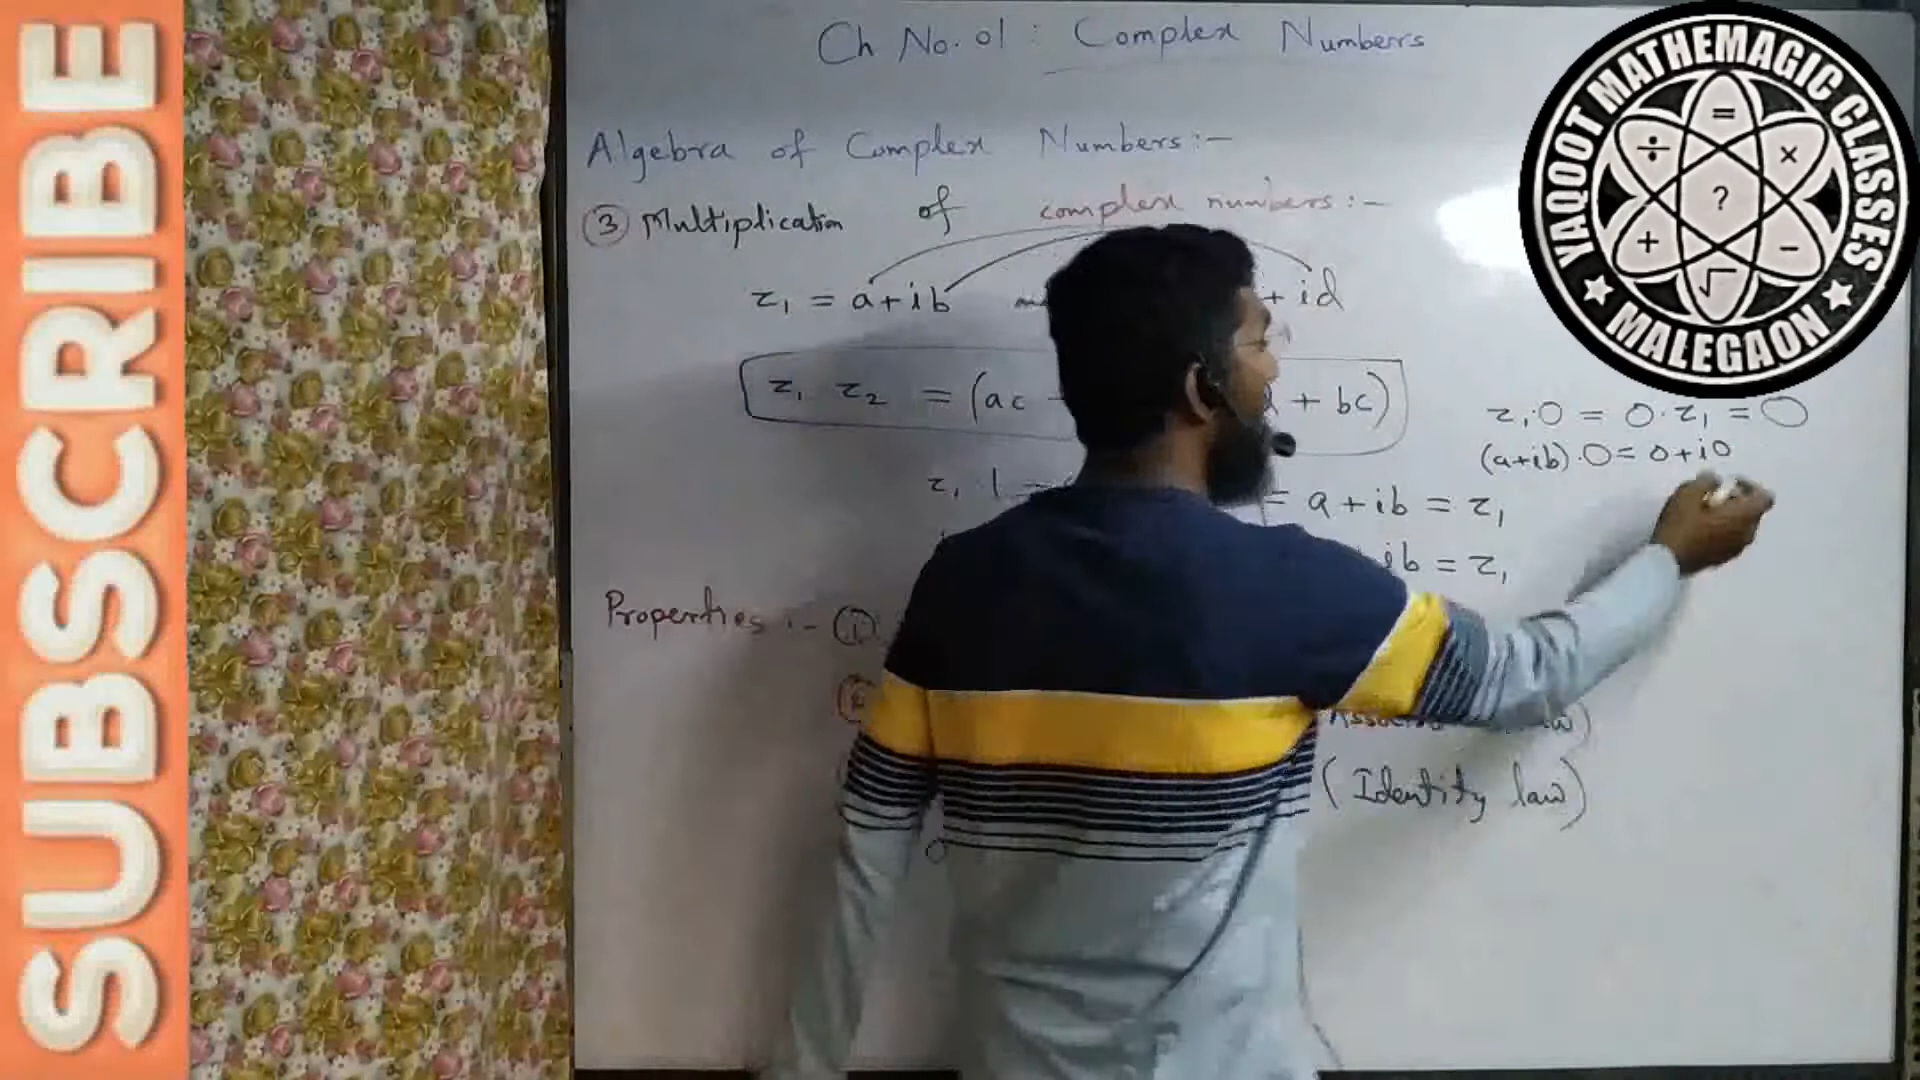 SUBSCRIBE
Ch No. 01 : Complex Numbers
YAQOOT MATHEMAGIC CLASSES
MALEGAON
Algebra of Complex Numbers :-
③ Multiplication of complex numbers :-
z₁ = a+ib + id
z₁ z₂ = (ac + bc)
z₁·0 = 0·z₁ = 0
(a+ib)·0 = 0+i0
z₁ · 1 = = a+ib = z₁
ib = z₁
Properties :- ①
②
(Identity law)